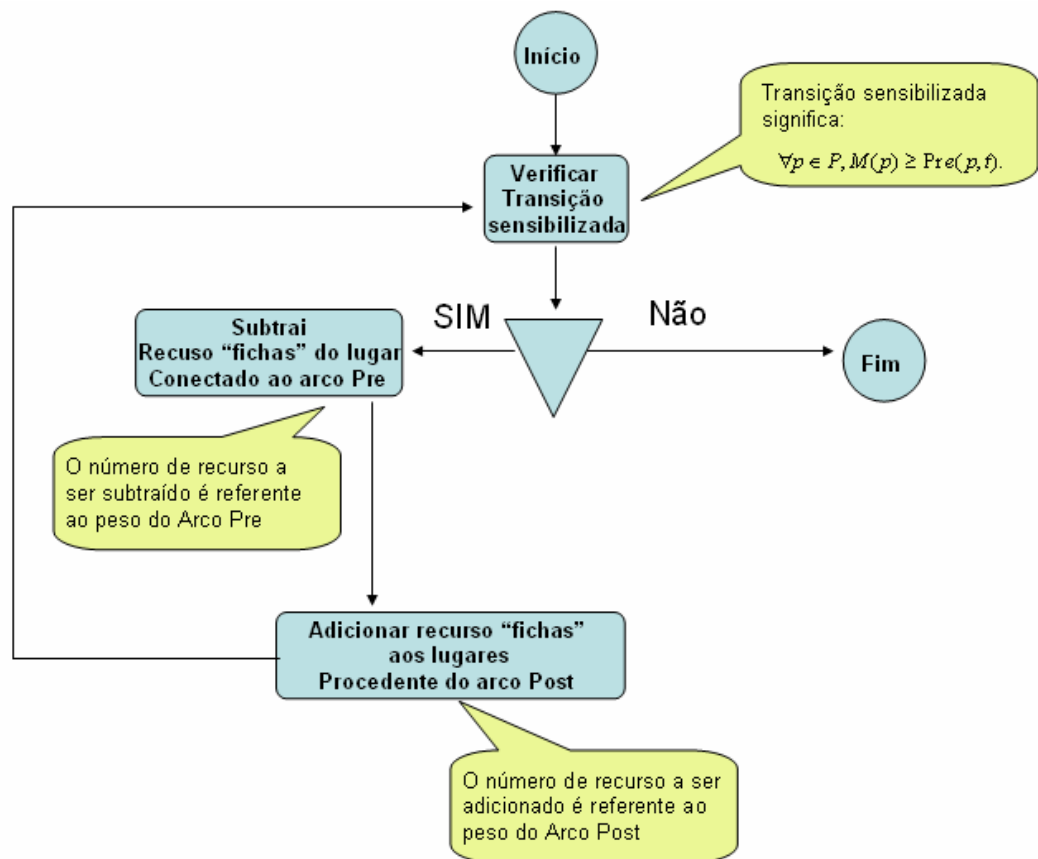 Início
Transição sensibilizada
significa:
∀p ∈ P, M(p) ≥ Pre(p,t).
Verificar
Transição
sensibilizada
SIM
Não
Subtrai
Recuso “fichas” do lugar
Conectado ao arco Pre
Fim
O número de recurso a
ser subtraído é referente
ao peso do Arco Pre
Adicionar recurso “fichas”
aos lugares
Procedente do arco Post
O número de recurso a ser
adicionado é referente ao
peso do Arco Post